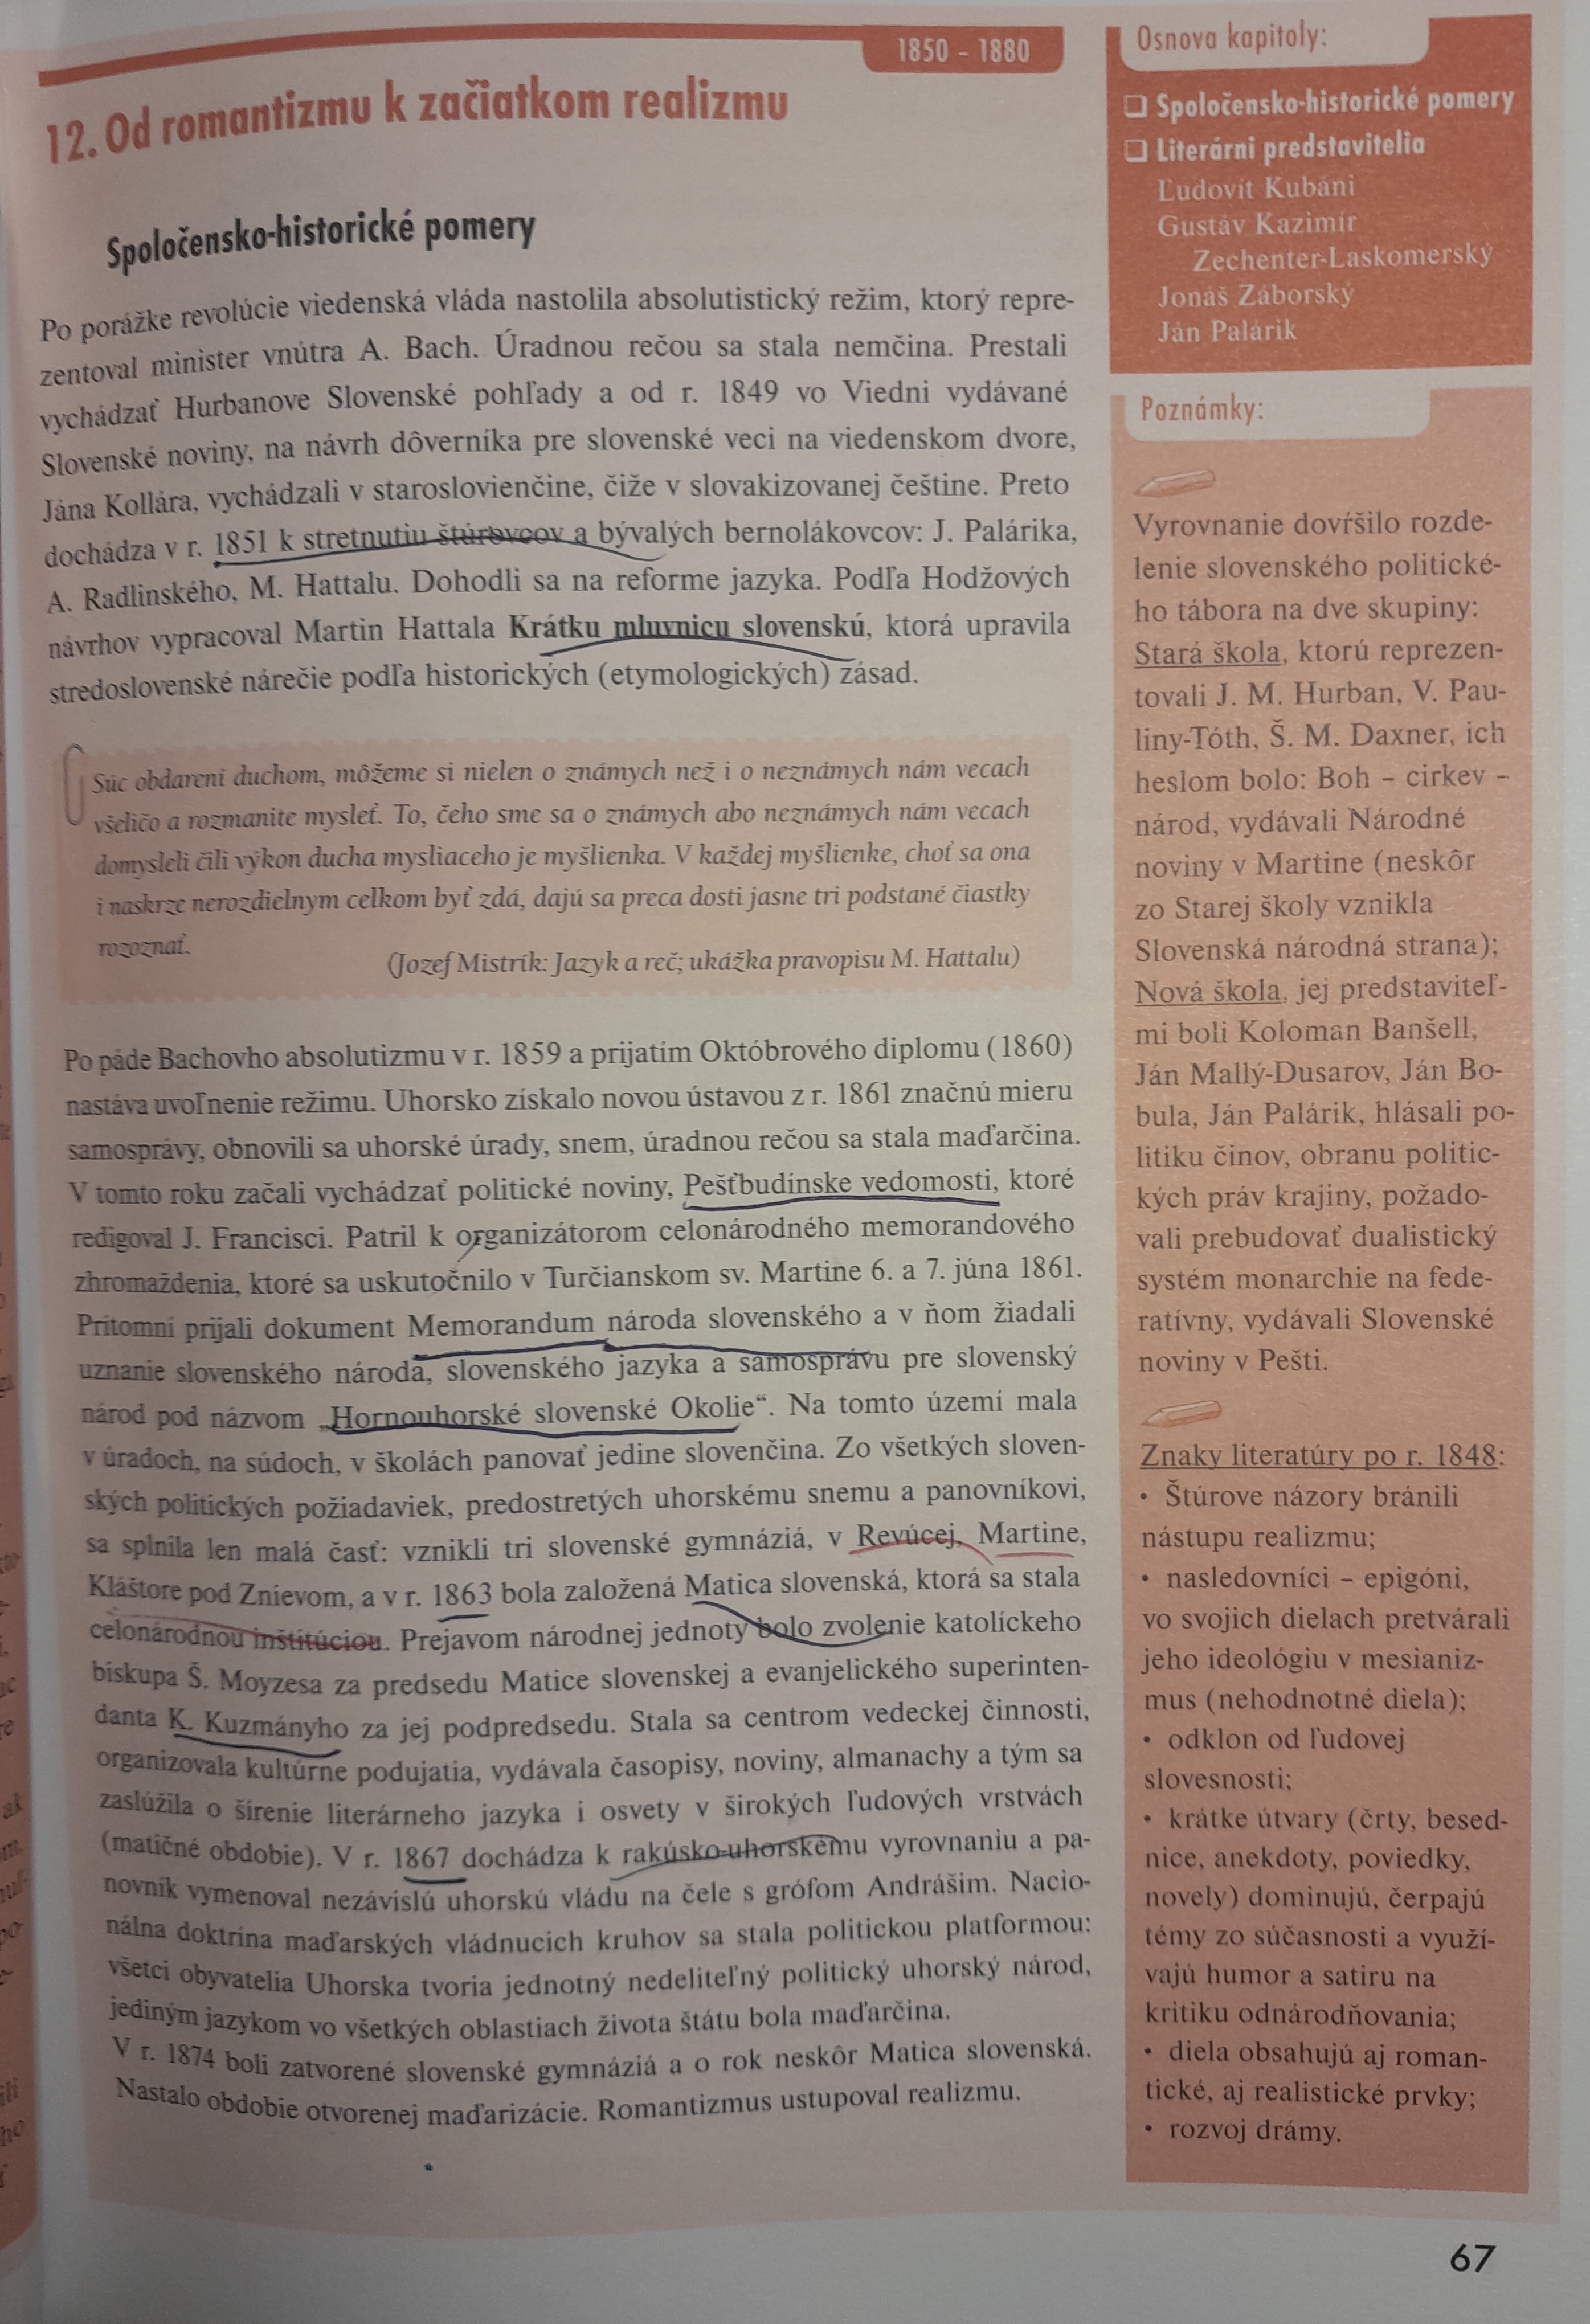 1850 – 1880
12. Od romantizmu k začiatkom realizmu
Spoločensko-historické pomery
Po porážke revolúcie viedenská vláda nastolila absolutistický režim, ktorý repre-
zentoval minister vnútra A. Bach. Úradnou rečou sa stala nemčina. Prestali
vychádzať Hurbanove Slovenské pohľady a od r. 1849 vo Viedni vydávané
Slovenské noviny, na návrh dôverníka pre slovenské veci na viedenskom dvore,
Jána Kollára, vychádzali v staroslovienčine, čiže v slovakizovanej češtine. Preto
dochádza v r. 1851 k stretnutiu štúrovcov a bývalých bernolákovcov: J. Palárika,
A. Radlinského, M. Hattalu. Dohodli sa na reforme jazyka. Podľa Hodžových
návrhov vypracoval Martin Hattala Krátku mluvnicu slovenskú, ktorá upravila
stredoslovenské nárečie podľa historických (etymologických) zásad.
Súc obdarení duchom, môžeme si nielen o známych než i o neznámych nám vecach
všeličo a rozmanite mysleť. To, čeho sme sa o známych abo neznámych nám vecach
domysleli čili výkon ducha mysliaceho je myšlienka. V každej myšlienke, choť sa ona
i naskrze nerozdielnym celkom byť zdá, dajú sa preca dosti jasne tri podstané čiastky
rozoznať.
(Jozef Mistrík: Jazyk a reč; ukážka pravopisu M. Hattalu)
Po páde Bachovho absolutizmu v r. 1859 a prijatím Októbrového diplomu (1860)
nastáva uvoľnenie režimu. Uhorsko získalo novou ústavou z r. 1861 značnú mieru
samosprávy, obnovili sa uhorské úrady, snem, úradnou rečou sa stala maďarčina.
V tomto roku začali vychádzať politické noviny, Pešťbudínske vedomosti, ktoré
redigoval J. Francisci. Patril k organizátorom celonárodného memorandového
zhromaždenia, ktoré sa uskutočnilo v Turčianskom sv. Martine 6. a 7. júna 1861.
Prítomní prijali dokument Memorandum národa slovenského a v ňom žiadali
uznanie slovenského národa, slovenského jazyka a samosprávu pre slovenský
národ pod názvom „Hornouhorské slovenské Okolie“. Na tomto území mala
v úradoch, na súdoch, v školách panovať jedine slovenčina. Zo všetkých sloven-
ských politických požiadaviek, predostretých uhorskému snemu a panovníkovi,
sa splnila len malá časť: vznikli tri slovenské gymnáziá, v Revúcej, Martine,
Kláštore pod Znievom, a v r. 1863 bola založená Matica slovenská, ktorá sa stala
celonárodnou inštitúciou. Prejavom národnej jednoty bolo zvolenie katolíckeho
biskupa Š. Moyzesa za predsedu Matice slovenskej a evanjelického superinten-
danta K. Kuzmányho za jej podpredsedu. Stala sa centrom vedeckej činnosti,
organizovala kultúrne podujatia, vydávala časopisy, noviny, almanachy a tým sa
zaslúžila o šírenie literárneho jazyka i osvety v širokých ľudových vrstvách
(matičné obdobie). V r. 1867 dochádza k rakúsko-uhorskému vyrovnaniu a pa-
novník vymenoval nezávislú uhorskú vládu na čele s grófom Andrášim. Nacio-
nálna doktrína maďarských vládnucich kruhov sa stala politickou platformou:
všetci obyvatelia Uhorska tvoria jednotný nedeliteľný politický uhorský národ,
jediným jazykom vo všetkých oblastiach života štátu bola maďarčina.
V r. 1874 boli zatvorené slovenské gymnáziá a o rok neskôr Matica slovenská.
Nastalo obdobie otvorenej maďarizácie. Romantizmus ustupoval realizmu.
Osnova kapitoly:
❑ Spoločensko-historické pomery
❑ Literárni predstavitelia
Ľudovít Kubáni
Gustáv Kazimír
Zechenter-Laskomerský
Jonáš Záborský
Ján Palárik
Poznámky:
Vyrovnanie dovŕšilo rozde-
lenie slovenského politické-
ho tábora na dve skupiny:
Stará škola, ktorú reprezen-
tovali J. M. Hurban, V. Pau-
liny-Tóth, Š. M. Daxner, ich
heslom bolo: Boh – cirkev –
národ, vydávali Národné
noviny v Martine (neskôr
zo Starej školy vznikla
Slovenská národná strana);
Nová škola, jej predstaviteľ-
mi boli Koloman Banšell,
Ján Mallý-Dusarov, Ján Bo-
bula, Ján Palárik, hlásali po-
litiku činov, obranu politic-
kých práv krajiny, požado-
vali prebudovať dualistický
systém monarchie na fede-
ratívny, vydávali Slovenské
noviny v Pešti.
Znaky literatúry po r. 1848:
• Štúrove názory bránili
nástupu realizmu;
• nasledovníci – epigóni,
vo svojich dielach pretvárali
jeho ideológiu v mesianiz-
mus (nehodnotné diela);
• odklon od ľudovej
slovesnosti;
• krátke útvary (črty, besed-
nice, anekdoty, poviedky,
novely) dominujú, čerpajú
témy zo súčasnosti a využí-
vajú humor a satiru na
kritiku odnárodňovania;
• diela obsahujú aj roman-
tické, aj realistické prvky;
• rozvoj drámy.
67